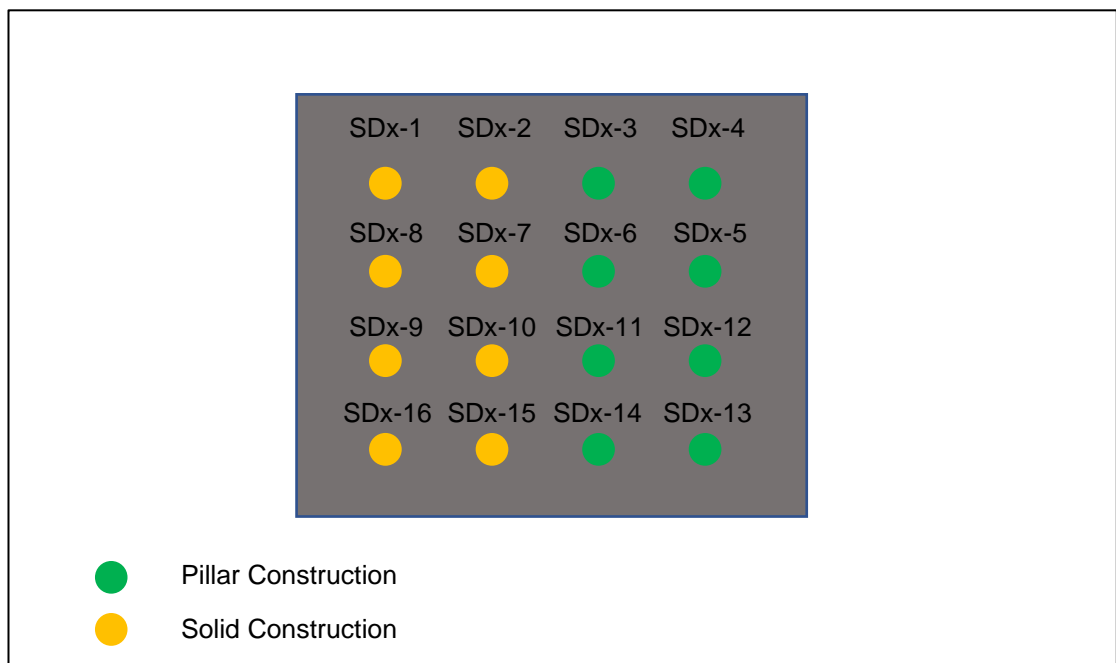 SDx-1 SDx-2 SDx-3 SDx-4
SDx-8 SDx-7 SDx-6 SDx-5
SDx-9 SDx-10 SDx-11 SDx-12
SDx-16 SDx-15 SDx-14 SDx-13
Pillar Construction
Solid Construction